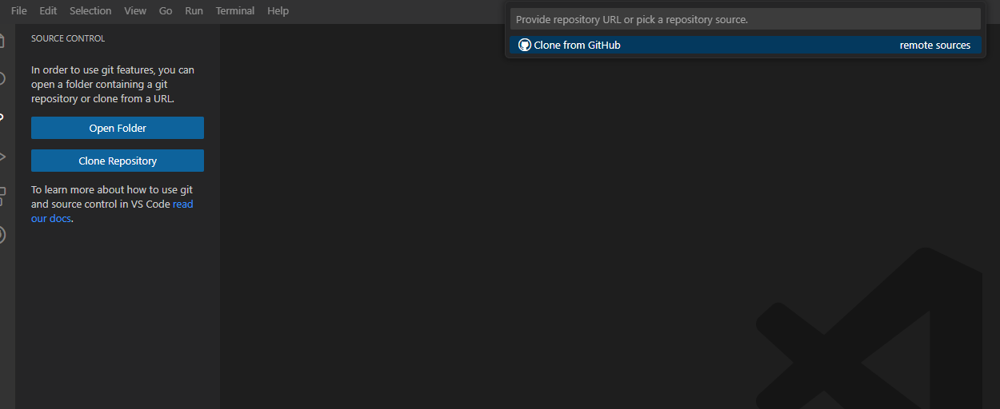 File Edit Selection View Go Run Terminal Help
Provide repository URL or pick a repository source.
Clone from GitHub remote sources
SOURCE CONTROL
In order to use git features, you can
open a folder containing a git
repository or clone from a URL.
Open Folder
Clone Repository
To learn more about how to use git
and source control in VS Code read
our docs.